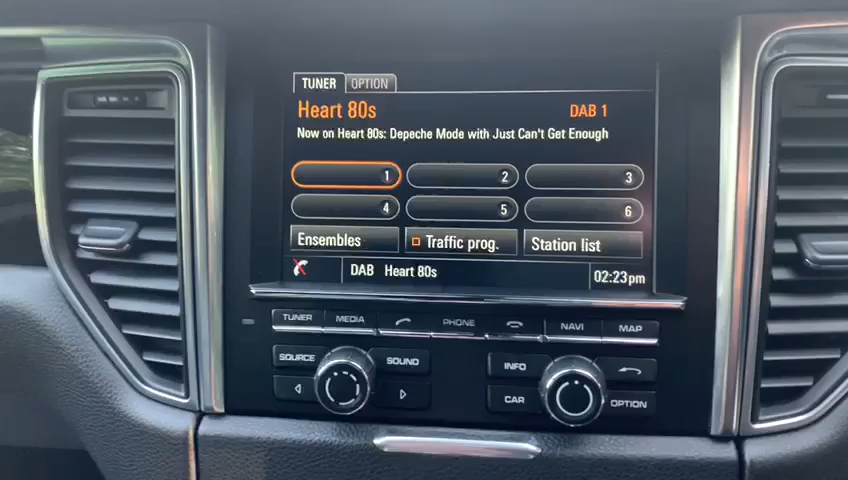 TUNER OPTION
Heart 80s DAB 1
Now on Heart 80s: Depeche Mode with Just Can't Get Enough
1 2 3
4 5 6
Ensembles Traffic prog. Station list
DAB Heart 80s 02:23pm
TUNER MEDIA PHONE NAVI MAP
SOURCE SOUND INFO
CAR OPTION